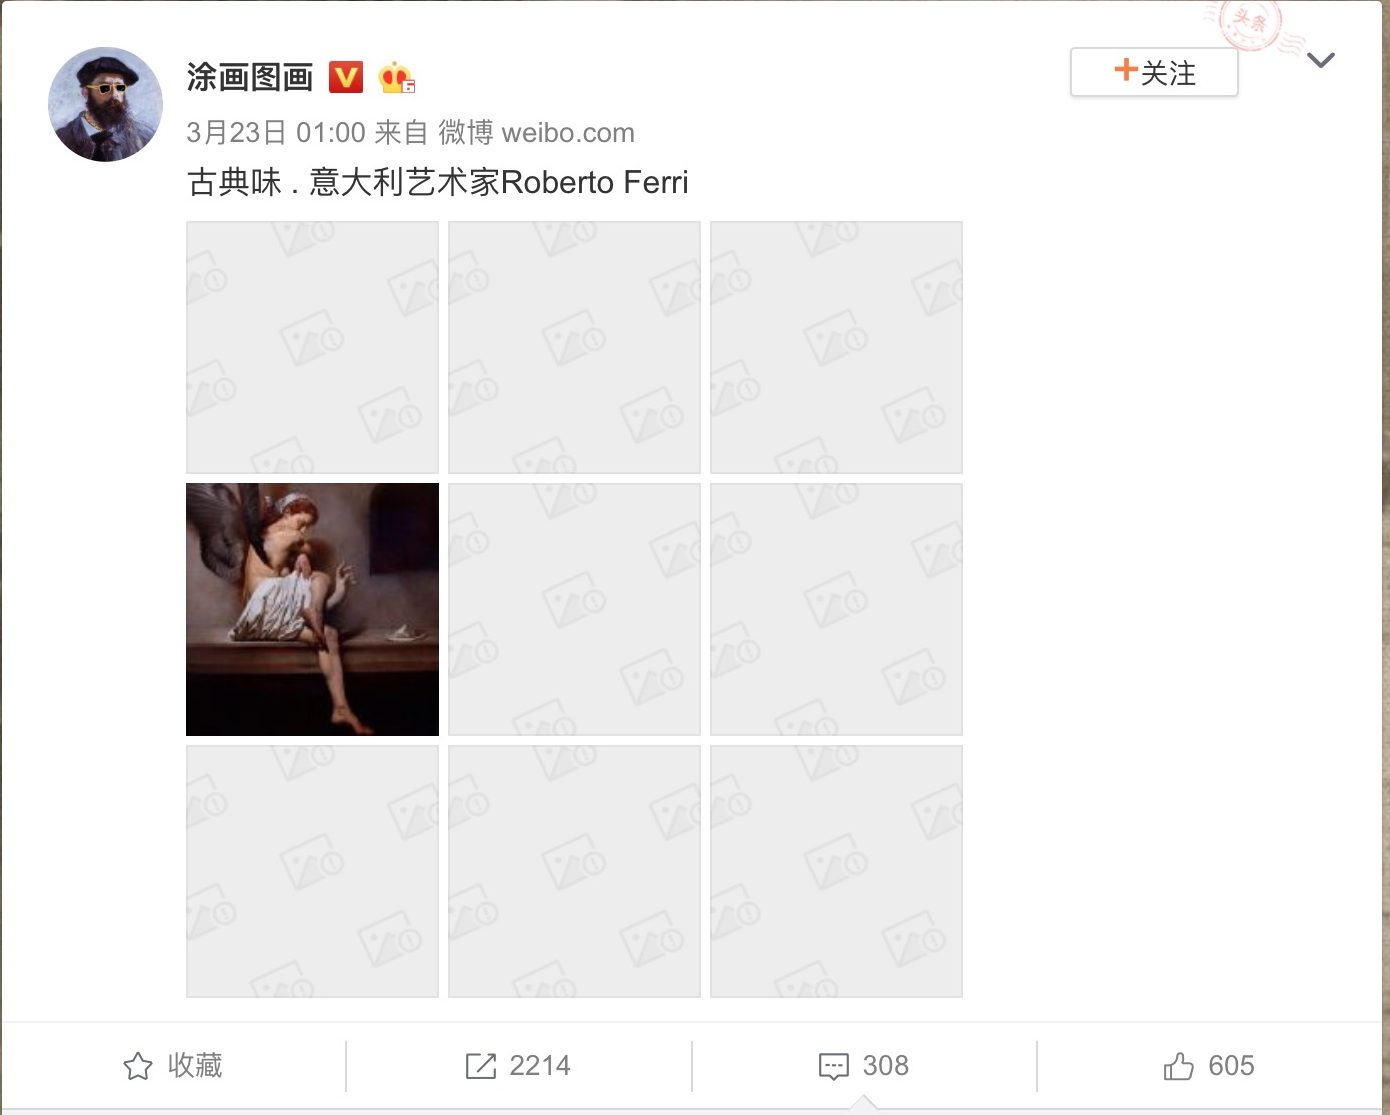 头条
涂画图画 V 6
+关注
3月23日 01:00 来自 微博 weibo.com
古典味 . 意大利艺术家Roberto Ferri
收藏 2214 308 605